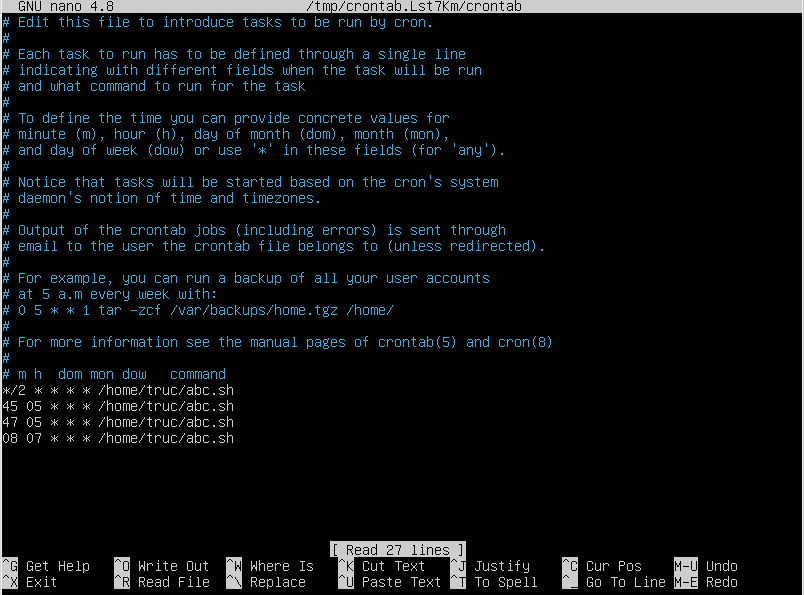 GNU nano 4.8 /tmp/crontab.Lst7Km/crontab
# Edit this file to introduce tasks to be run by cron.
#
# Each task to run has to be defined through a single line
# indicating with different fields when the task will be run
# and what command to run for the task
#
# To define the time you can provide concrete values for
# minute (m), hour (h), day of month (dom), month (mon),
# and day of week (dow) or use '*' in these fields (for 'any').
#
# Notice that tasks will be started based on the cron's system
# daemon's notion of time and timezones.
#
# Output of the crontab jobs (including errors) is sent through
# email to the user the crontab file belongs to (unless redirected).
#
# For example, you can run a backup of all your user accounts
# at 5 a.m every week with:
# 0 5 * * 1 tar -zcf /var/backups/home.tgz /home/
#
# For more information see the manual pages of crontab(5) and cron(8)
#
# m h  dom mon dow   command
*/2 * * * * /home/truc/abc.sh
45 05 * * * /home/truc/abc.sh
47 05 * * * /home/truc/abc.sh
08 07 * * * /home/truc/abc.sh
[ Read 27 lines ]
^G Get Help ^O Write Out ^W Where Is ^K Cut Text ^J Justify ^C Cur Pos M-U Undo
^X Exit ^R Read File ^\ Replace ^U Paste Text ^T To Spell ^_ Go To Line M-E Redo